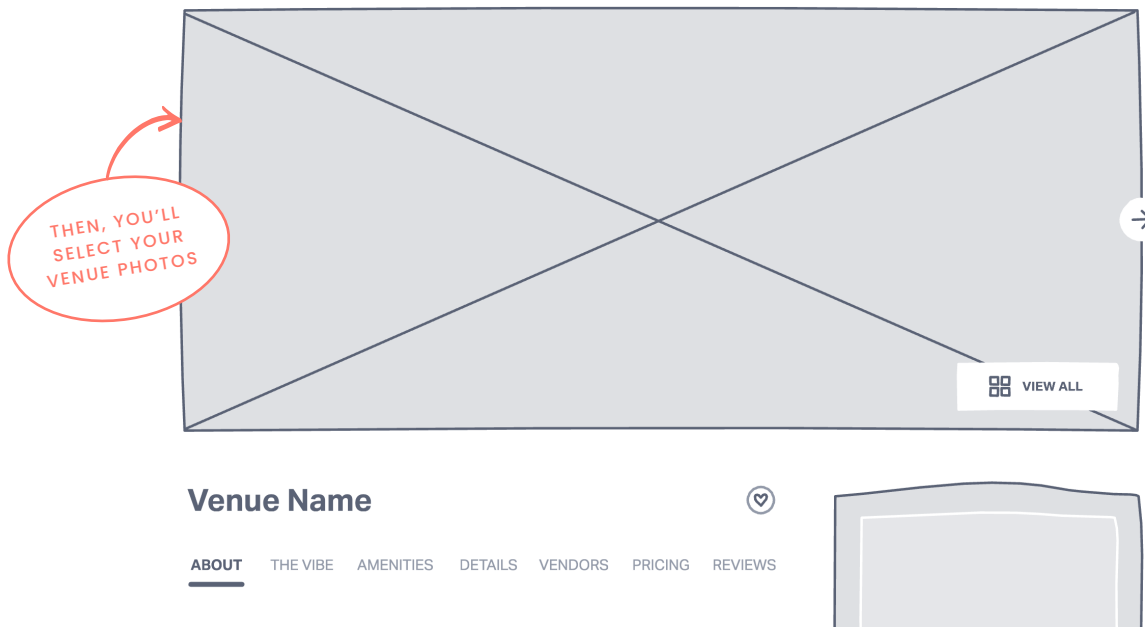 THEN, YOU'LL
SELECT YOUR
VENUE PHOTOS
VIEW ALL
Venue Name
ABOUT THE VIBE AMENITIES DETAILS VENDORS PRICING REVIEWS